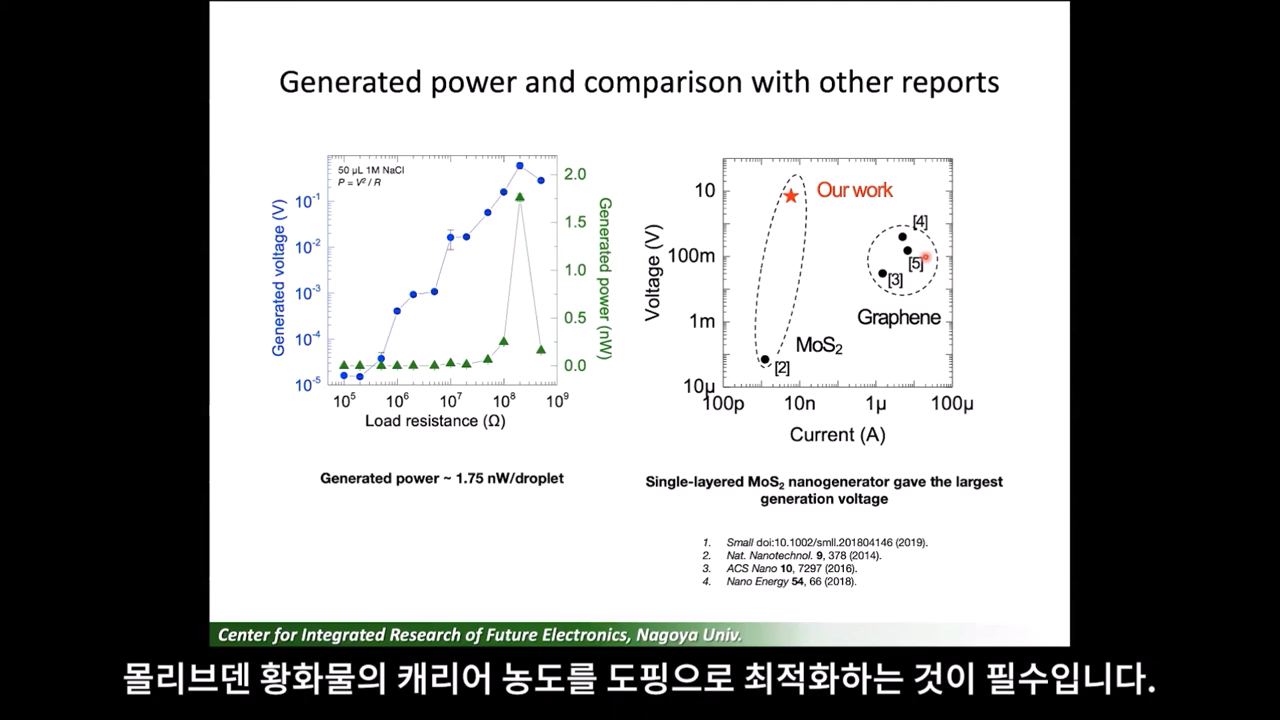 Generated power and comparison with other reports
50 µL 1M NaCl
P = V² / R
Generated voltage (V)
10⁻¹
10⁻²
10⁻³
10⁻⁴
10⁻⁵
2.0
1.5
1.0
0.5
0.0
Generated power (nW)
10⁵ 10⁶ 10⁷ 10⁸ 10⁹
Load resistance (Ω)
Generated power ~ 1.75 nW/droplet
Voltage (V)
10
100m
1m
10µ
Our work
[4]
[5]
[3]
Graphene
MoS₂
[2]
100p 10n 1µ 100µ
Current (A)
Single-layered MoS₂ nanogenerator gave the largest
generation voltage
1. Small doi:10.1002/smll.201804146 (2019).
2. Nat. Nanotechnol. 9, 378 (2014).
3. ACS Nano 10, 7297 (2016).
4. Nano Energy 54, 66 (2018).
Center for Integrated Research of Future Electronics, Nagoya Univ.
몰리브덴 황화물의 캐리어 농도를 도핑으로 최적화하는 것이 필수입니다.